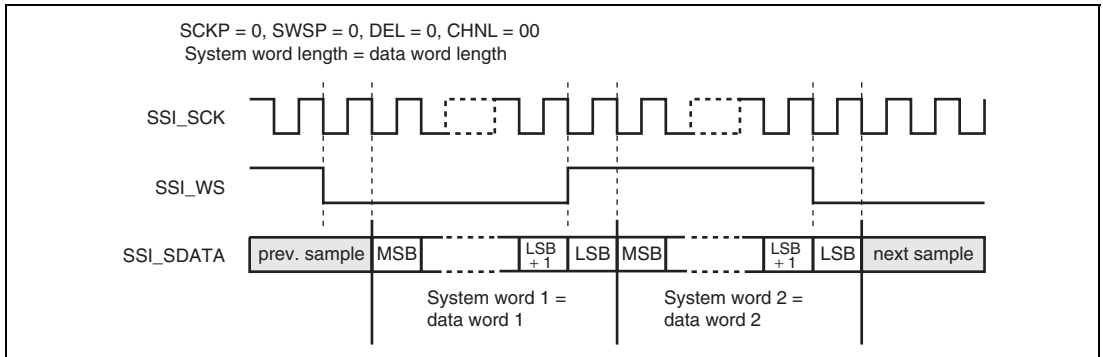 SCKP = 0, SWSP = 0, DEL = 0, CHNL = 00
System word length = data word length
SSI_SCK
SSI_WS
SSI_SDATA
prev. sample
MSB
LSB
+ 1
LSB
MSB
LSB
+ 1
LSB
next sample
System word 1 =
data word 1
System word 2 =
data word 2